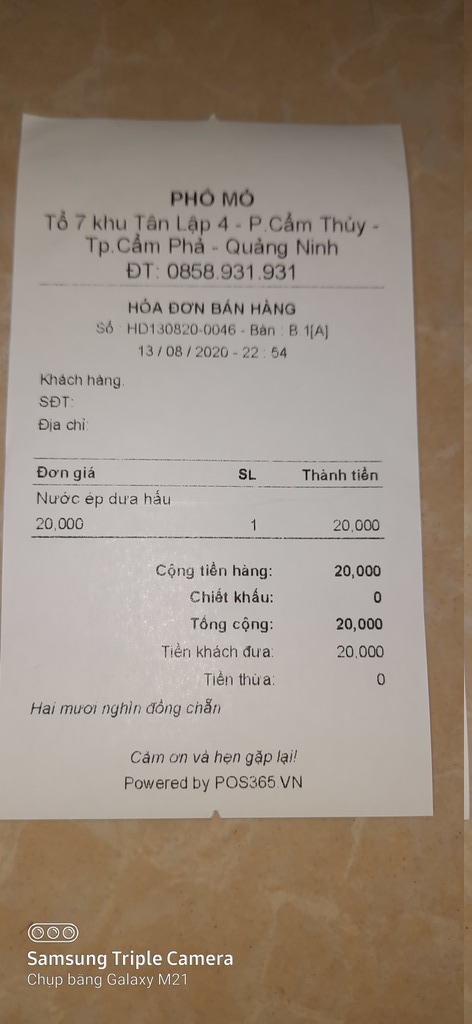 PHỐ MỎ
Tổ 7 khu Tân Lập 4 - P.Cẩm Thủy -
Tp.Cẩm Phả - Quảng Ninh
ĐT: 0858.931.931
HÓA ĐƠN BÁN HÀNG
Số : HD130820-0046 - Bàn : B 1[A]
13 / 08 / 2020 - 22 : 54
Khách hàng:
SĐT:
Địa chỉ:
Đơn giá SL Thành tiền
Nước ép dưa hấu
20,000 1 20,000
Cộng tiền hàng: 20,000
Chiết khấu: 0
Tổng cộng: 20,000
Tiền khách đưa: 20,000
Tiền thừa: 0
Hai mươi nghìn đồng chẵn
Cảm ơn và hẹn gặp lại!
Powered by POS365.VN
Samsung Triple Camera
Chụp bằng Galaxy M21